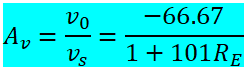 A_v = v_0/v_s = -66.67/(1 + 101R_E)